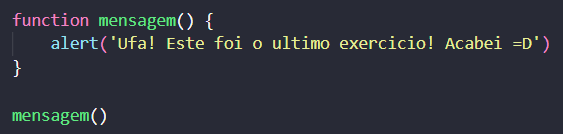 function mensagem() {
    alert('Ufa! Este foi o ultimo exercicio! Acabei =D')
}
mensagem()